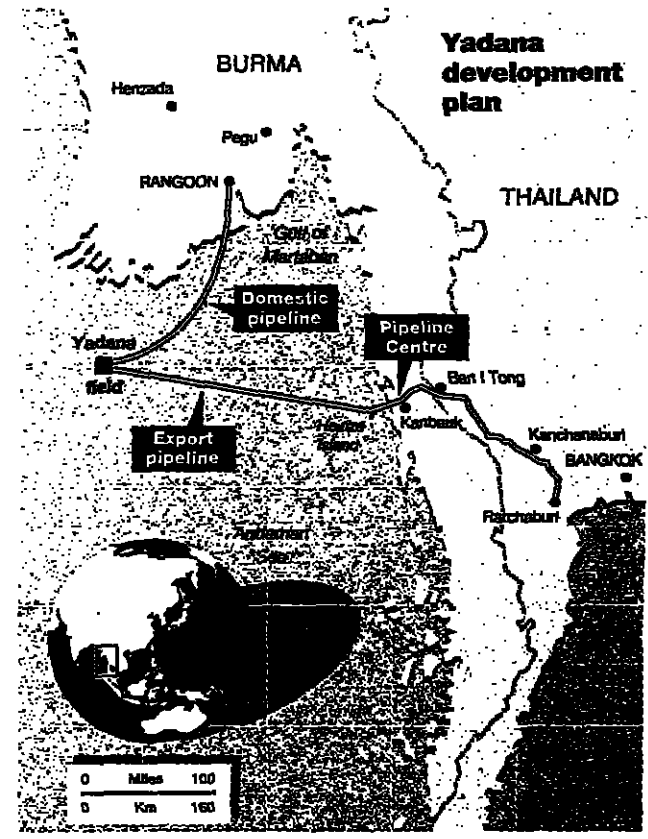 Yadana
development
plan
BURMA
Henzada
Pegu
RANGOON
THAILAND
Gulf of
Martaban
Domestic
pipeline
Yadana
field
Pipeline
Centre
Ban I Tong
Kanbauk
Export
pipeline
Kanchanaburi
BANGKOK
Ratchaburi
Andaman
0 Miles 100
0 Km 160